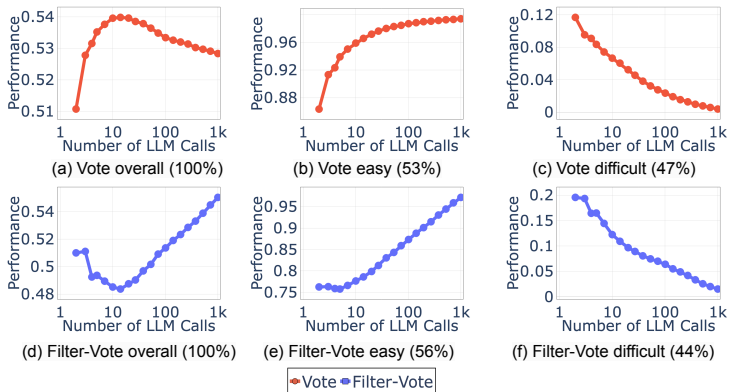 Performance
0.54
0.53
0.52
0.51
1
10
100
1k
Number of LLM Calls
(a) Vote overall (100%)
Performance
0.96
0.92
0.88
1
10
100
1k
Number of LLM Calls
(b) Vote easy (53%)
Performance
0.12
0.08
0.04
0
1
10
100
1k
Number of LLM Calls
(c) Vote difficult (47%)
Performance
0.54
0.52
0.5
0.48
1
10
100
1k
Number of LLM Calls
(d) Filter-Vote overall (100%)
Performance
0.95
0.9
0.85
0.8
0.75
1
10
100
1k
Number of LLM Calls
(e) Filter-Vote easy (56%)
Performance
0.2
0.15
0.1
0.05
0
1
10
100
1k
Number of LLM Calls
(f) Filter-Vote difficult (44%)
Vote Filter-Vote